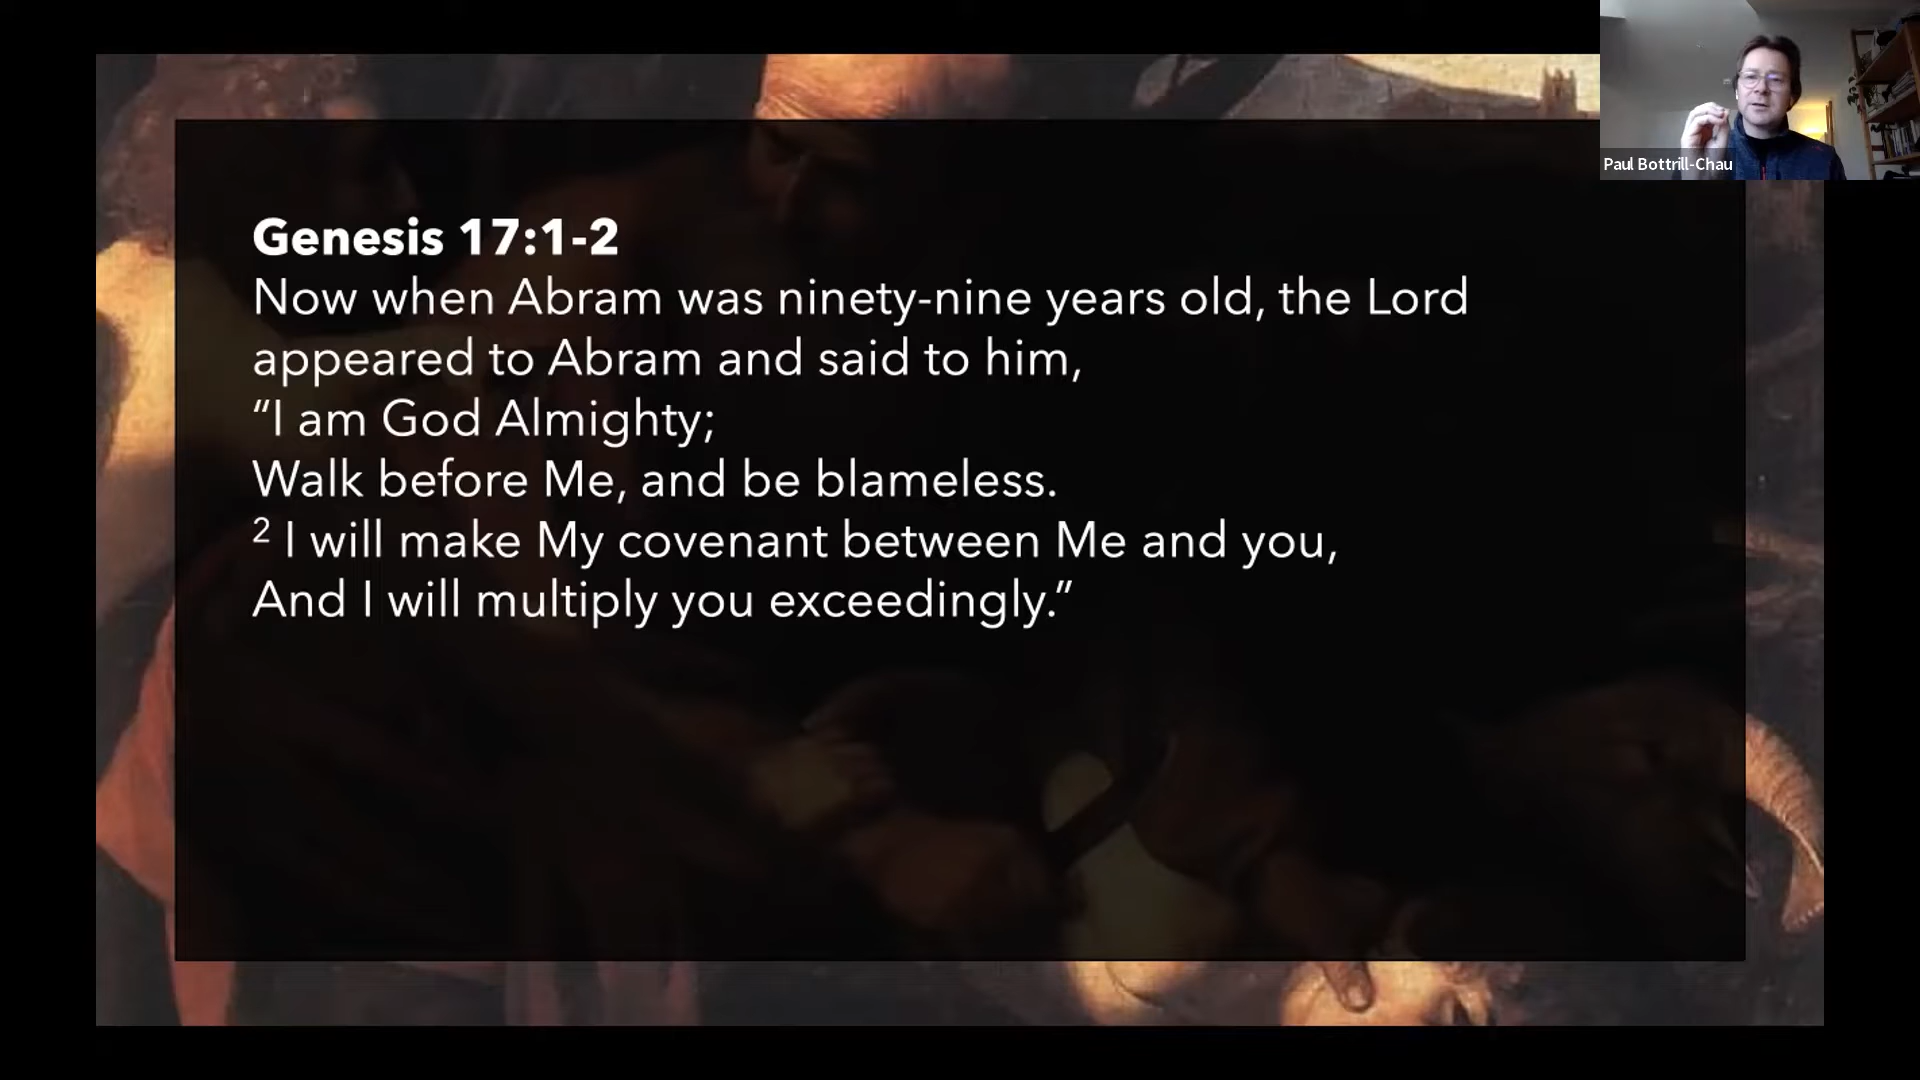 Paul Bottrill-Chau
Genesis 17:1-2
Now when Abram was ninety-nine years old, the Lord
appeared to Abram and said to him,
“I am God Almighty;
Walk before Me, and be blameless.
2 I will make My covenant between Me and you,
And I will multiply you exceedingly.”